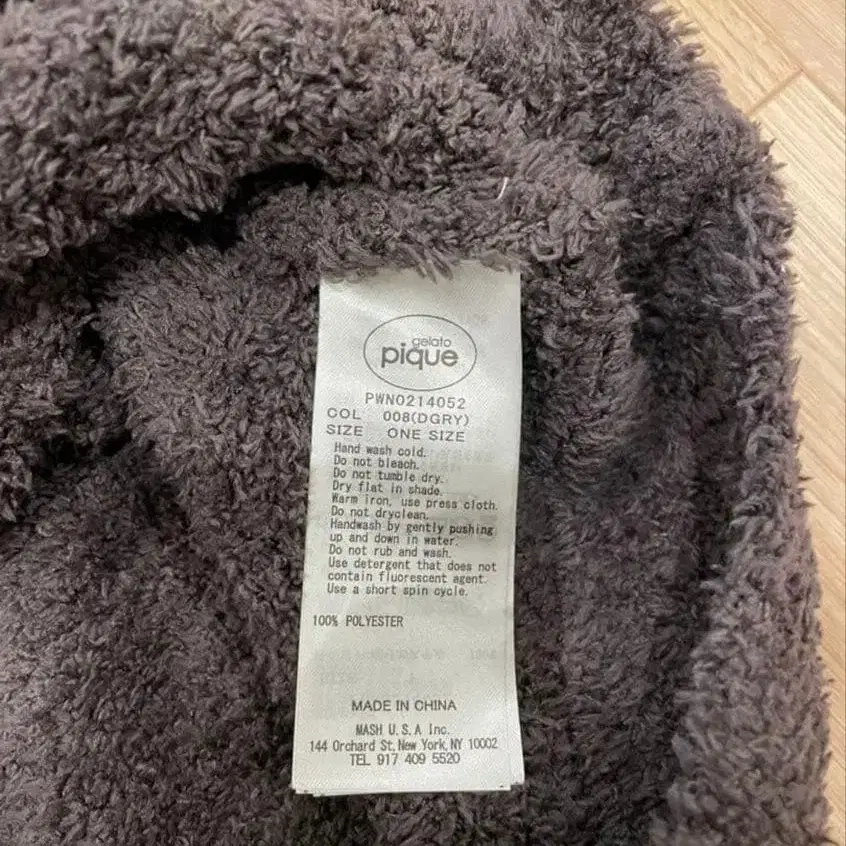 gelato
pique
PWNO214052
COL 008(DGRY)
SIZE ONE SIZE
Hand wash cold.
Do not bleach.
Do not tumble dry.
Dry flat in shade.
Warm iron, use press cloth.
Do not dryclean.
Handwash by gently pushing
up and down in water.
Do not rub and wash.
Use detergent that does not
contain fluorescent agent.
Use a short spin cycle.
100% POLYESTER
MADE IN CHINA
MASH U.S.A Inc.
144 Orchard St, New York, NY 10002
TEL 917 409 5520